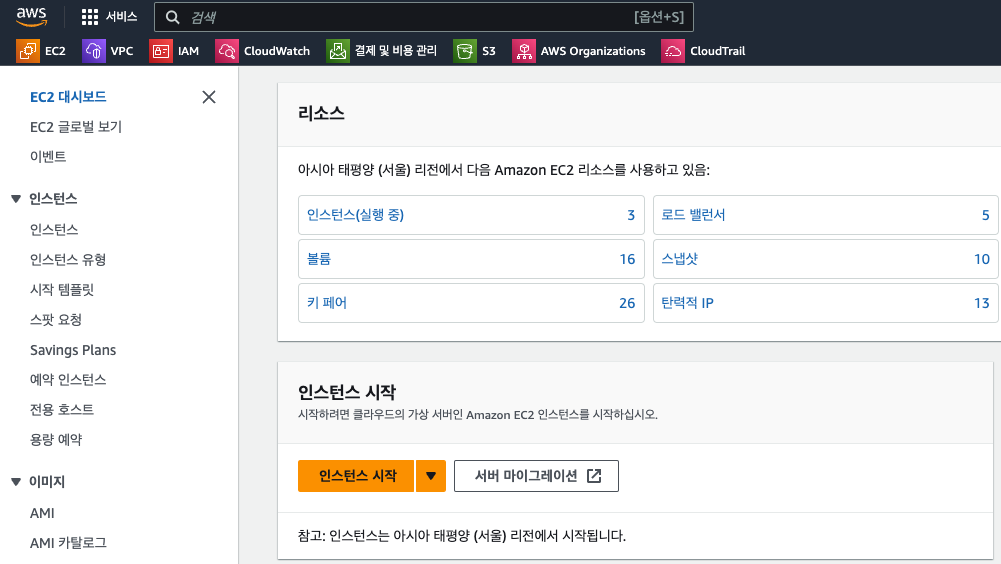 aws
서비스
검색
[옵션+S]
EC2
VPC
IAM
CloudWatch
결제 및 비용 관리
S3
AWS Organizations
CloudTrail
EC2 대시보드
EC2 글로벌 보기
이벤트
인스턴스
인스턴스
인스턴스 유형
시작 템플릿
스팟 요청
Savings Plans
예약 인스턴스
전용 호스트
용량 예약
이미지
AMI
AMI 카탈로그
리소스
아시아 태평양 (서울) 리전에서 다음 Amazon EC2 리소스를 사용하고 있음:
인스턴스(실행 중) 3
로드 밸런서 5
볼륨 16
스냅샷 10
키 페어 26
탄력적 IP 13
인스턴스 시작
시작하려면 클라우드의 가상 서버인 Amazon EC2 인스턴스를 시작하십시오.
인스턴스 시작
서버 마이그레이션
참고: 인스턴스는 아시아 태평양 (서울) 리전에서 시작됩니다.